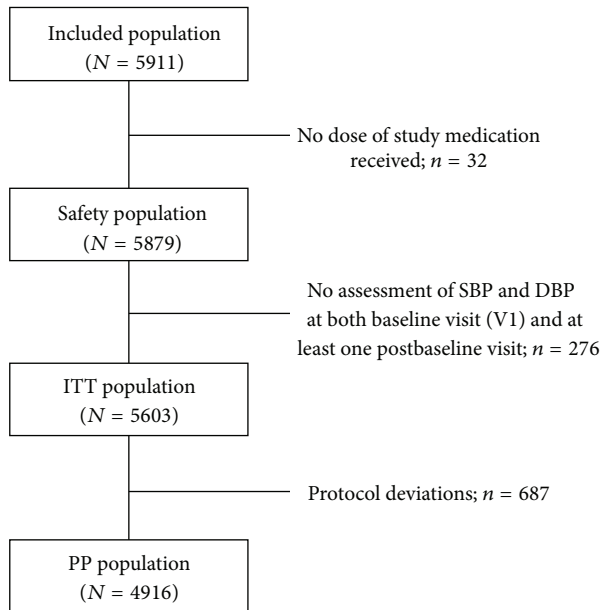 Included population
(N = 5911)
No dose of study medication
received; n = 32
Safety population
(N = 5879)
No assessment of SBP and DBP
at both baseline visit (V1) and at
least one postbaseline visit; n = 276
ITT population
(N = 5603)
Protocol deviations; n = 687
PP population
(N = 4916)